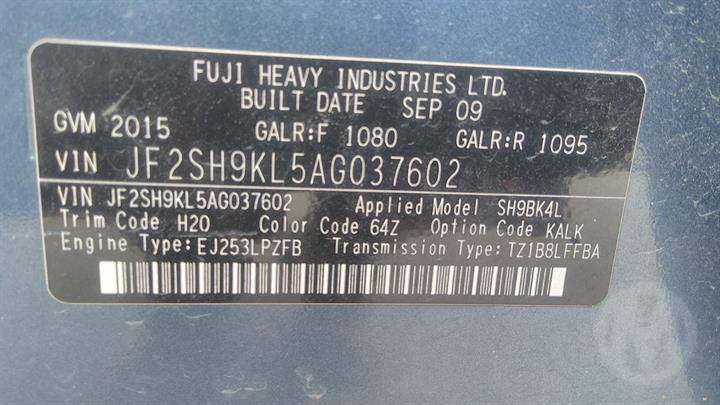 FUJI HEAVY INDUSTRIES LTD.
BUILT DATE SEP 09
GVM 2015 GALR:F 1080 GALR:R 1095
VIN JF2SH9KL5AG037602
VIN JF2SH9KL5AG037602 Applied Model SH9BK4L
Trim Code H20 Color Code 64Z Option Code KALK
Engine Type: EJ253LPZFB Transmission Type: TZ1B8LFFBA